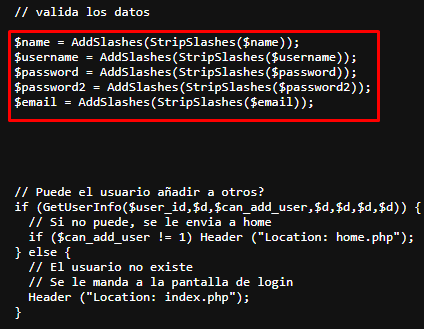 // valida los datos
$name = AddSlashes(StripSlashes($name));
$username = AddSlashes(StripSlashes($username));
$password = AddSlashes(StripSlashes($password));
$password2 = AddSlashes(StripSlashes($password2));
$email = AddSlashes(StripSlashes($email));
// Puede el usuario añadir a otros?
if (GetUserInfo($user_id,$d,$can_add_user,$d,$d,$d,$d)) {
// Si no puede, se le envia a home
if ($can_add_user != 1) Header ("Location: home.php");
} else {
// El usuario no existe
// Se le manda a la pantalla de login
Header ("Location: index.php");
}